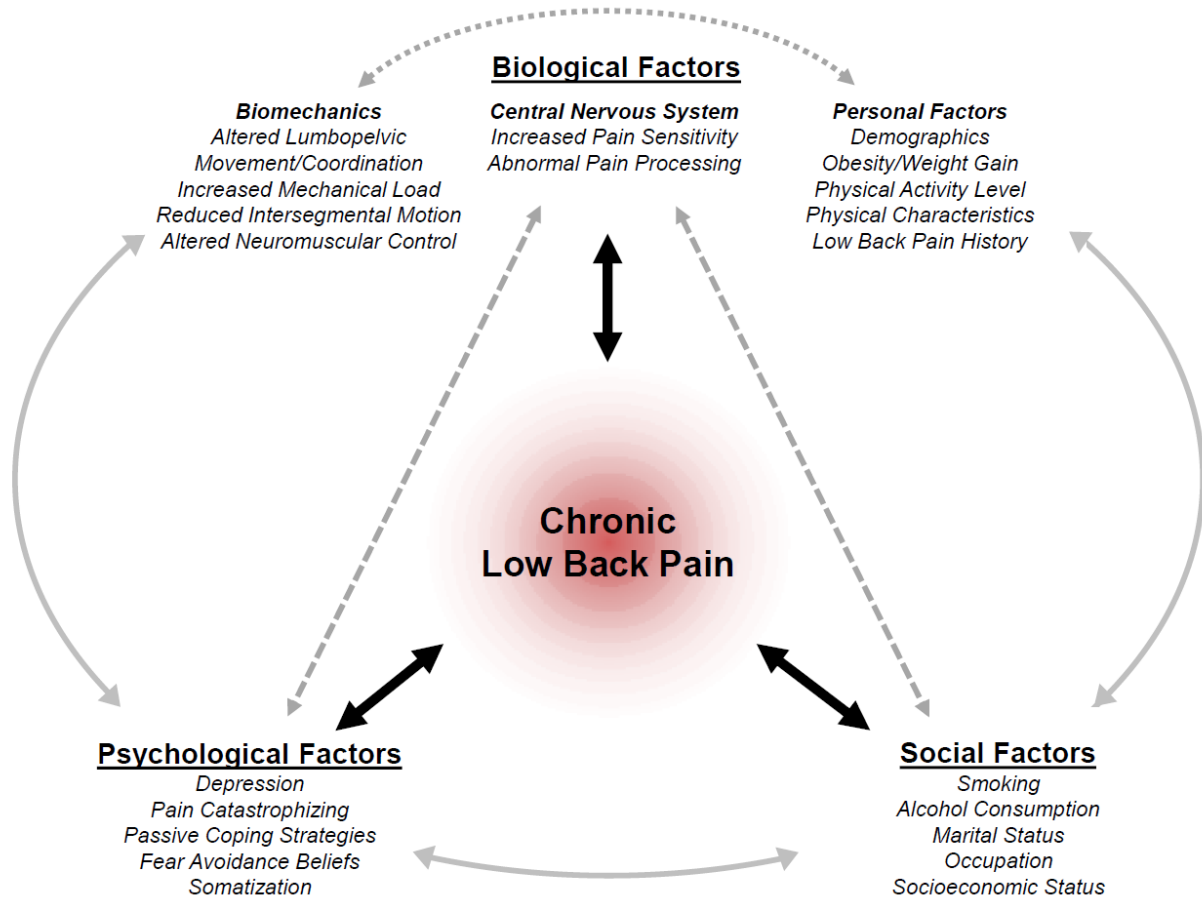 Biological Factors
Biomechanics
Altered Lumbopelvic
Movement/Coordination
Increased Mechanical Load
Reduced Intersegmental Motion
Altered Neuromuscular Control
Central Nervous System
Increased Pain Sensitivity
Abnormal Pain Processing
Personal Factors
Demographics
Obesity/Weight Gain
Physical Activity Level
Physical Characteristics
Low Back Pain History
Chronic
Low Back Pain
Psychological Factors
Depression
Pain Catastrophizing
Passive Coping Strategies
Fear Avoidance Beliefs
Somatization
Social Factors
Smoking
Alcohol Consumption
Marital Status
Occupation
Socioeconomic Status